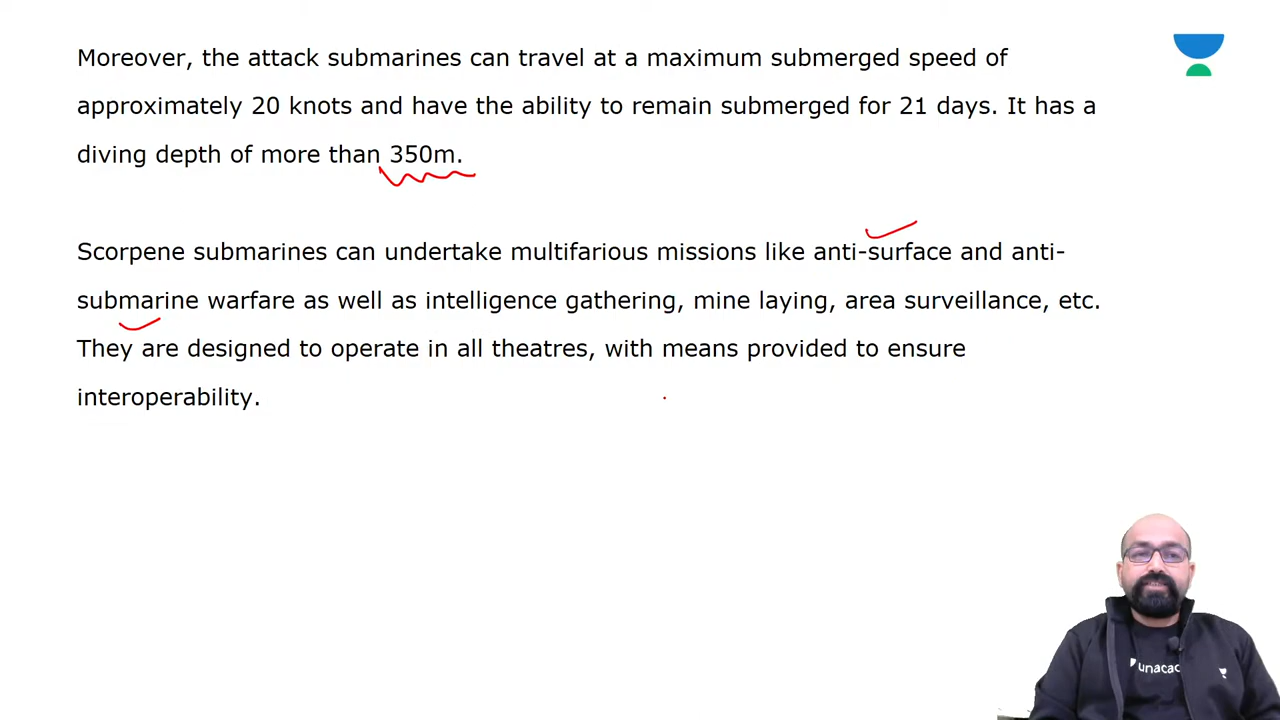 Moreover, the attack submarines can travel at a maximum submerged speed of
approximately 20 knots and have the ability to remain submerged for 21 days. It has a
diving depth of more than 350m.
Scorpene submarines can undertake multifarious missions like anti-surface and anti-
submarine warfare as well as intelligence gathering, mine laying, area surveillance, etc.
They are designed to operate in all theatres, with means provided to ensure
interoperability.
unacad